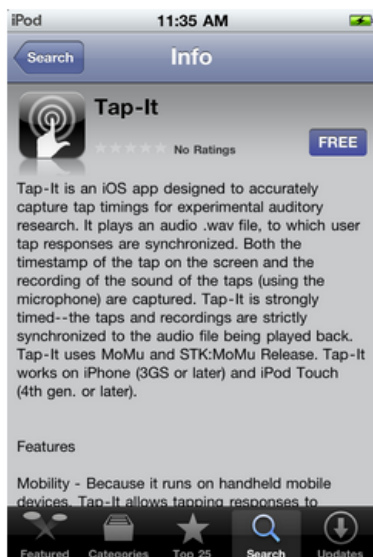 iPod 11:35 AM
Search Info
Tap-It
No Ratings FREE
Tap-It is an iOS app designed to accurately
capture tap timings for experimental auditory
research. It plays an audio .wav file, to which user
tap responses are synchronized. Both the
timestamp of the tap on the screen and the
recording of the sound of the taps (using the
microphone) are captured. Tap-It is strongly
timed--the taps and recordings are strictly
synchronized to the audio file being played back.
Tap-It uses MoMu and STK:MoMu Release. Tap-It
works on iPhone (3GS or later) and iPod Touch
(4th gen. or later).
Features
Mobility - Because it runs on handheld mobile
devices, Tap-It allows tapping responses to
Featured Categories Top 25 Search Updates